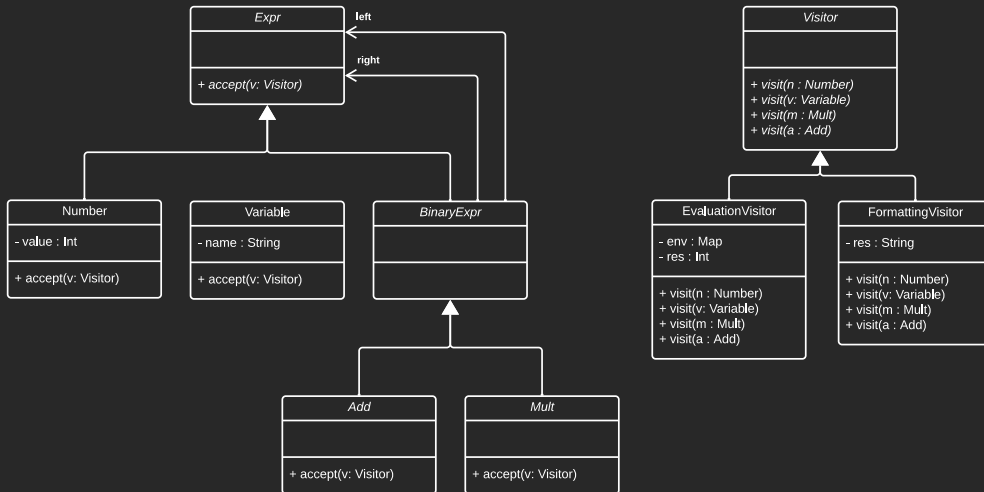 Expr
+ accept(v: Visitor)
left
right
Visitor
+ visit(n : Number)
+ visit(v: Variable)
+ visit(m : Mult)
+ visit(a : Add)
Number
- value : Int
+ accept(v: Visitor)
Variable
- name : String
+ accept(v: Visitor)
BinaryExpr
EvaluationVisitor
- env : Map
- res : Int
+ visit(n : Number)
+ visit(v: Variable)
+ visit(m : Mult)
+ visit(a : Add)
FormattingVisitor
- res : String
+ visit(n : Number)
+ visit(v: Variable)
+ visit(m : Mult)
+ visit(a : Add)
Add
+ accept(v: Visitor)
Mult
+ accept(v: Visitor)